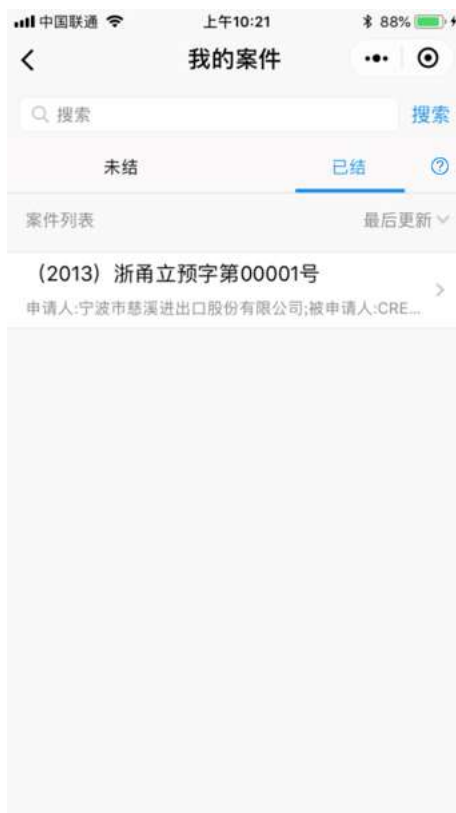 中国联通 上午10:21 88%
我的案件
搜索 搜索
未结 已结
案件列表 最后更新
（2013）浙甬立预字第00001号
申请人:宁波市慈溪进出口股份有限公司;被申请人:CRE...